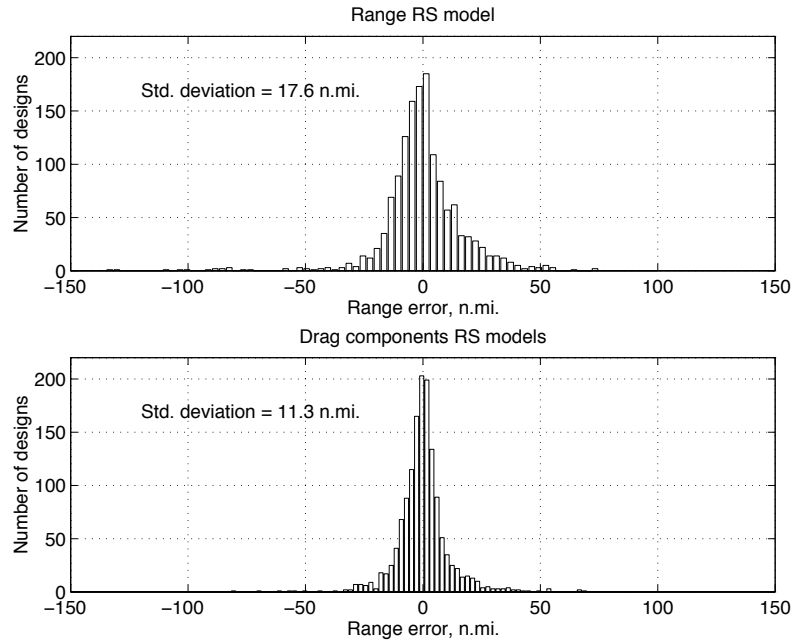 Range RS model
200
150
100
50
0
Number of designs
Std. deviation = 17.6 n.mi.
−150 −100 −50 0 50 100 150
Range error, n.mi.
Drag components RS models
200
150
100
50
0
Number of designs
Std. deviation = 11.3 n.mi.
−150 −100 −50 0 50 100 150
Range error, n.mi.